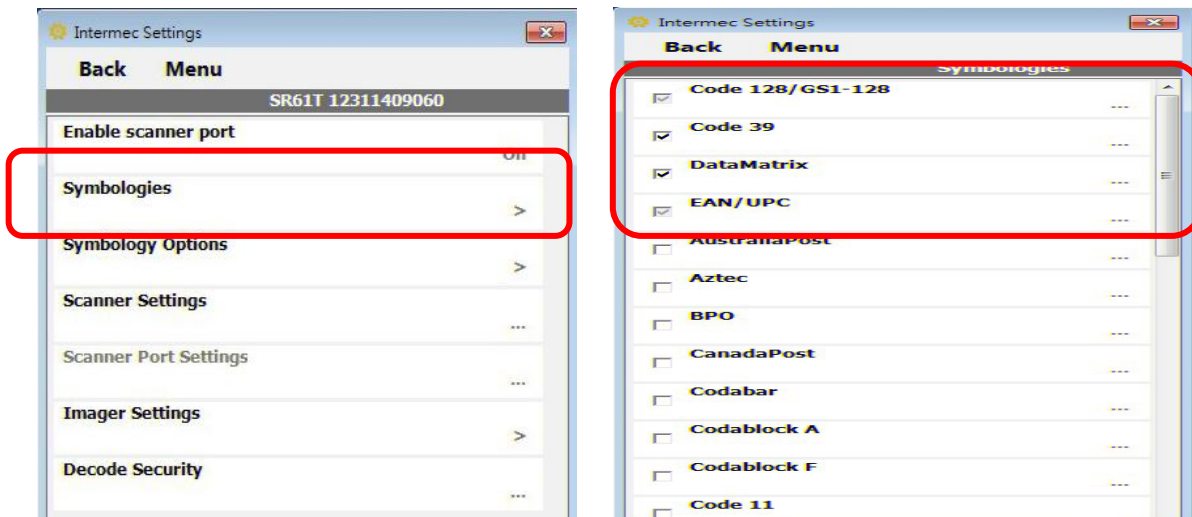 Intermec Settings
Back Menu
SR61T 12311409060
Enable scanner port
On
Symbologies
>
Symbology Options
>
Scanner Settings
...
Scanner Port Settings
...
Imager Settings
>
Decode Security
...
Intermec Settings
Back Menu
Symbologies
Code 128/GS1-128
...
Code 39
...
DataMatrix
...
EAN/UPC
...
AustraliaPost
...
Aztec
...
BPO
...
CanadaPost
...
Codabar
...
Codablock A
...
Codablock F
...
Code 11